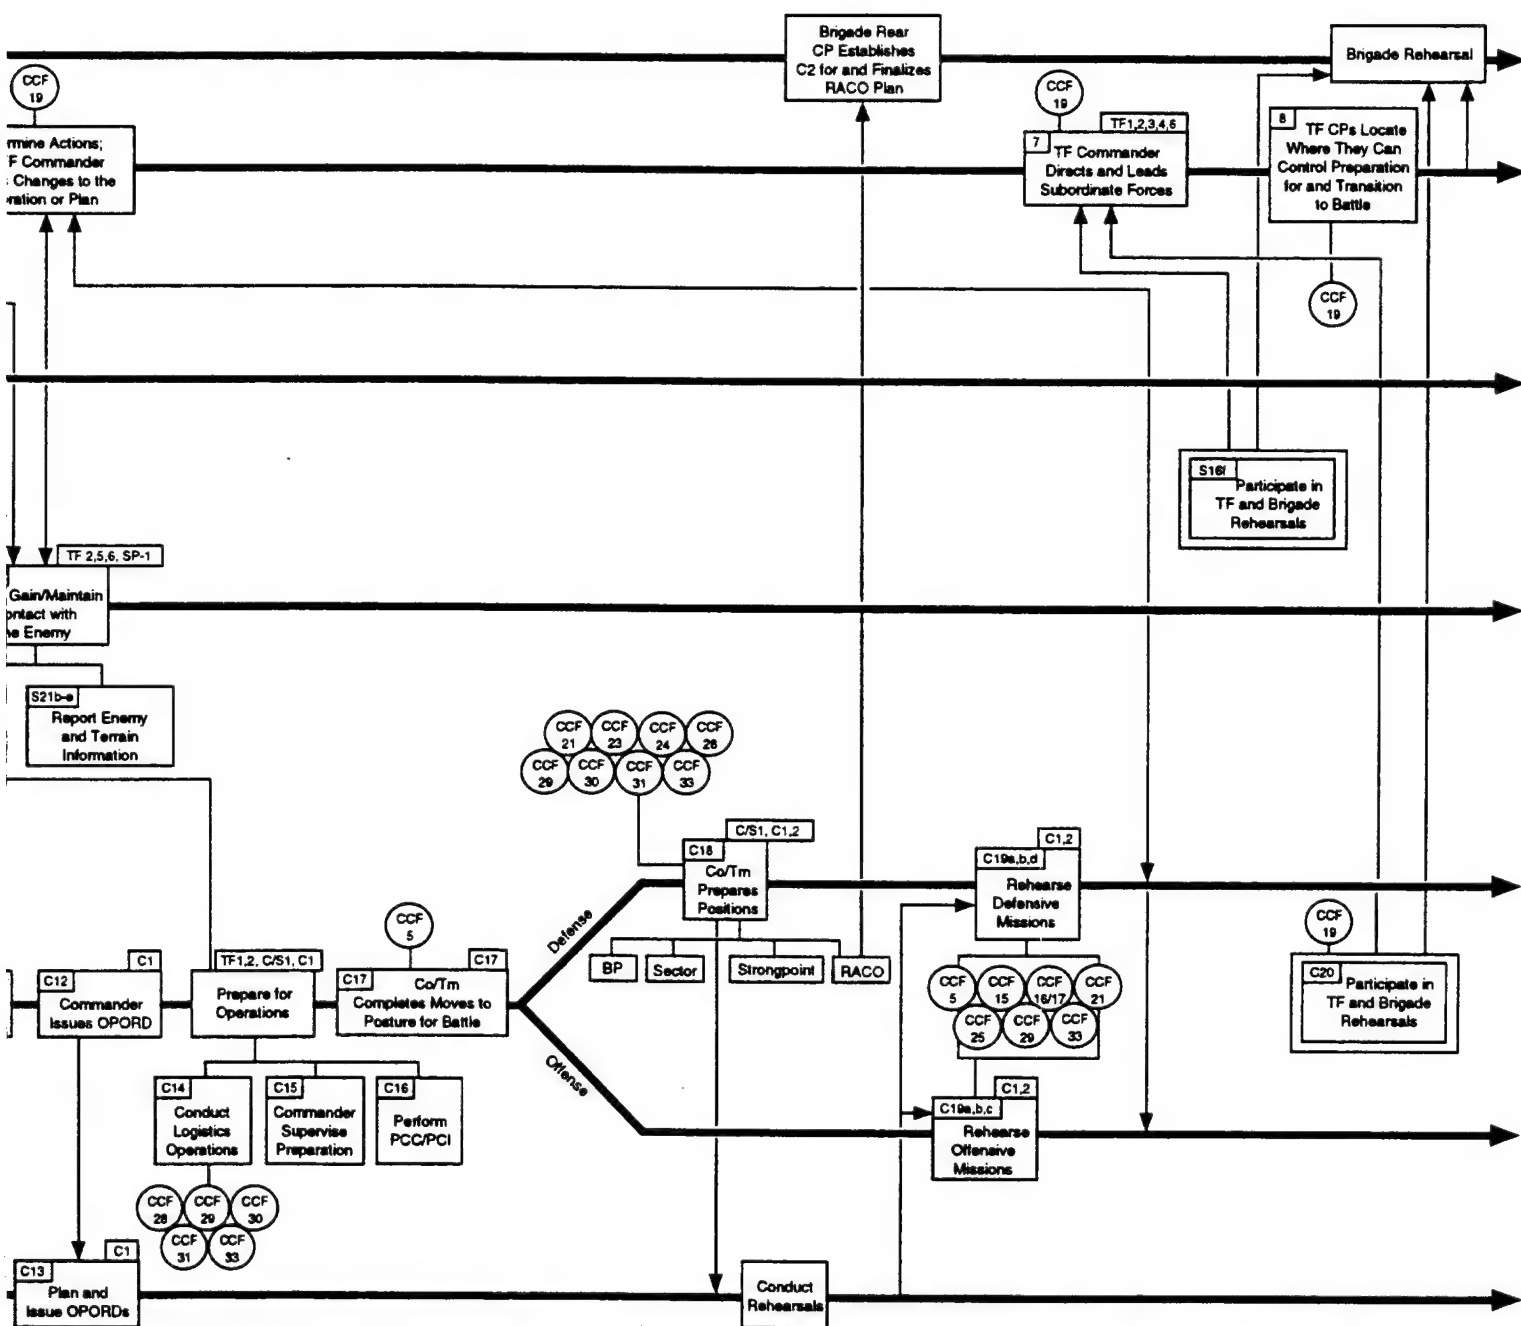 Brigade Rear
CP Establishes
C2 for and Finalizes
RACO Plan
Brigade Rehearsal
CCF
19
rmine Actions;
F Commander
s Changes to the
ration or Plan
CCF
19
TF1,2,3,4,6
7
TF Commander
Directs and Leads
Subordinate Forces
8
TF CPs Locate
Where They Can
Control Preparation
for and Transition
to Battle
CCF
19
S16f
Participate in
TF and Brigade
Rehearsals
TF 2,5,6, SP-1
Gain/Maintain
ontact with
he Enemy
S21b-e
Report Enemy
and Terrain
Information
CCF
21
CCF
23
CCF
24
CCF
26
CCF
29
CCF
30
CCF
31
CCF
33
C/S1, C1,2
C18
Co/Tm
Prepares
Positions
BP
Sector
Strongpoint
RACO
C1,2
C19a,b,d
Rehearse
Defensive
Missions
CCF
5
CCF
15
CCF
16/17
CCF
21
CCF
25
CCF
29
CCF
33
C1,2
C19a,b,c
Rehearse
Offensive
Missions
CCF
19
C20
Participate in
TF and Brigade
Rehearsals
C1
C12
Commander
Issues OPORD
TF1,2, C/S1, C1
Prepare for
Operations
CCF
5
C17
C17
Co/Tm
Completes Moves to
Posture for Battle
Defense
Offense
C14
Conduct
Logistics
Operations
C15
Commander
Supervise
Preparation
C16
Perform
PCC/PCI
CCF
28
CCF
29
CCF
30
CCF
31
CCF
33
C1
C13
Plan and
Issue OPORDs
Conduct
Rehearsals